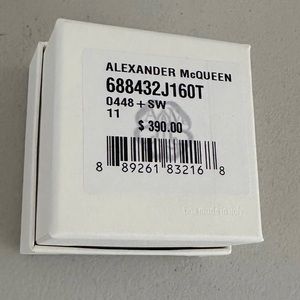 ALEXANDER McQUEEN
688432J160T
0448+SW
11
$ 390.00
8 89261 83216 8